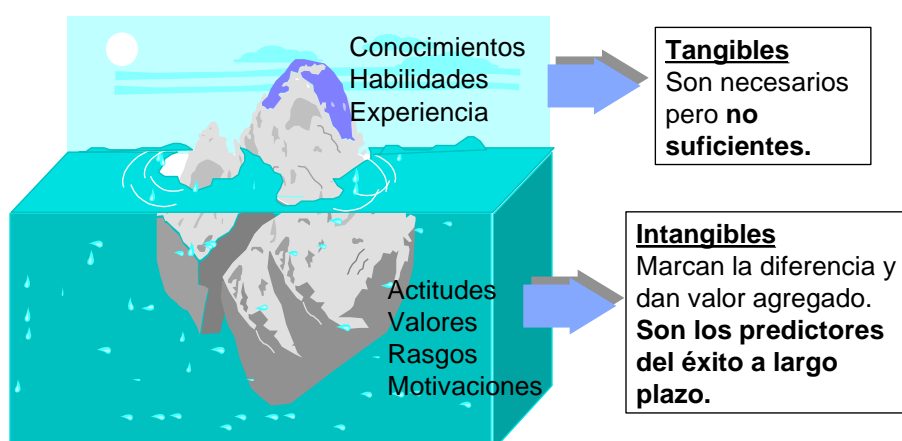 Conocimientos
Habilidades
Experiencia
Tangibles
Son necesarios
pero no
suficientes.
Actitudes
Valores
Rasgos
Motivaciones
Intangibles
Marcan la diferencia y
dan valor agregado.
Son los predictores
del éxito a largo
plazo.